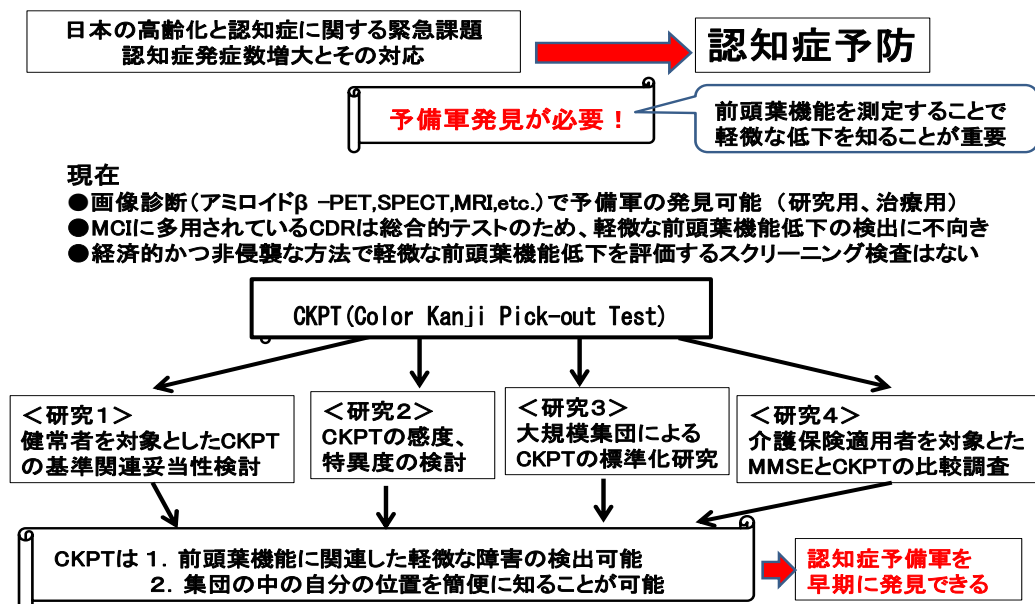 日本の高齢化と認知症に関する緊急課題
認知症発症数増大とその対応
認知症予防
予備軍発見が必要！
前頭葉機能を測定することで
軽微な低下を知ることが重要
現在
●画像診断（アミロイドβ －PET,SPECT,MRI,etc.）で予備軍の発見可能 （研究用、治療用）
●MCIに多用されているCDRは総合的テストのため、軽微な前頭葉機能低下の検出に不向き
●経済的かつ非侵襲な方法で軽微な前頭葉機能低下を評価するスクリーニング検査はない
CKPT(Color Kanji Pick-out Test)
＜研究１＞
健常者を対象としたCKPT
の基準関連妥当性検討
＜研究２＞
CKPTの感度、
特異度の検討
＜研究３＞
大規模集団による
CKPTの標準化研究
＜研究４＞
介護保険適用者を対象とた
MMSEとCKPTの比較調査
CKPTは １．前頭葉機能に関連した軽微な障害の検出可能
２．集団の中の自分の位置を簡便に知ることが可能
認知症予備軍を
早期に発見できる